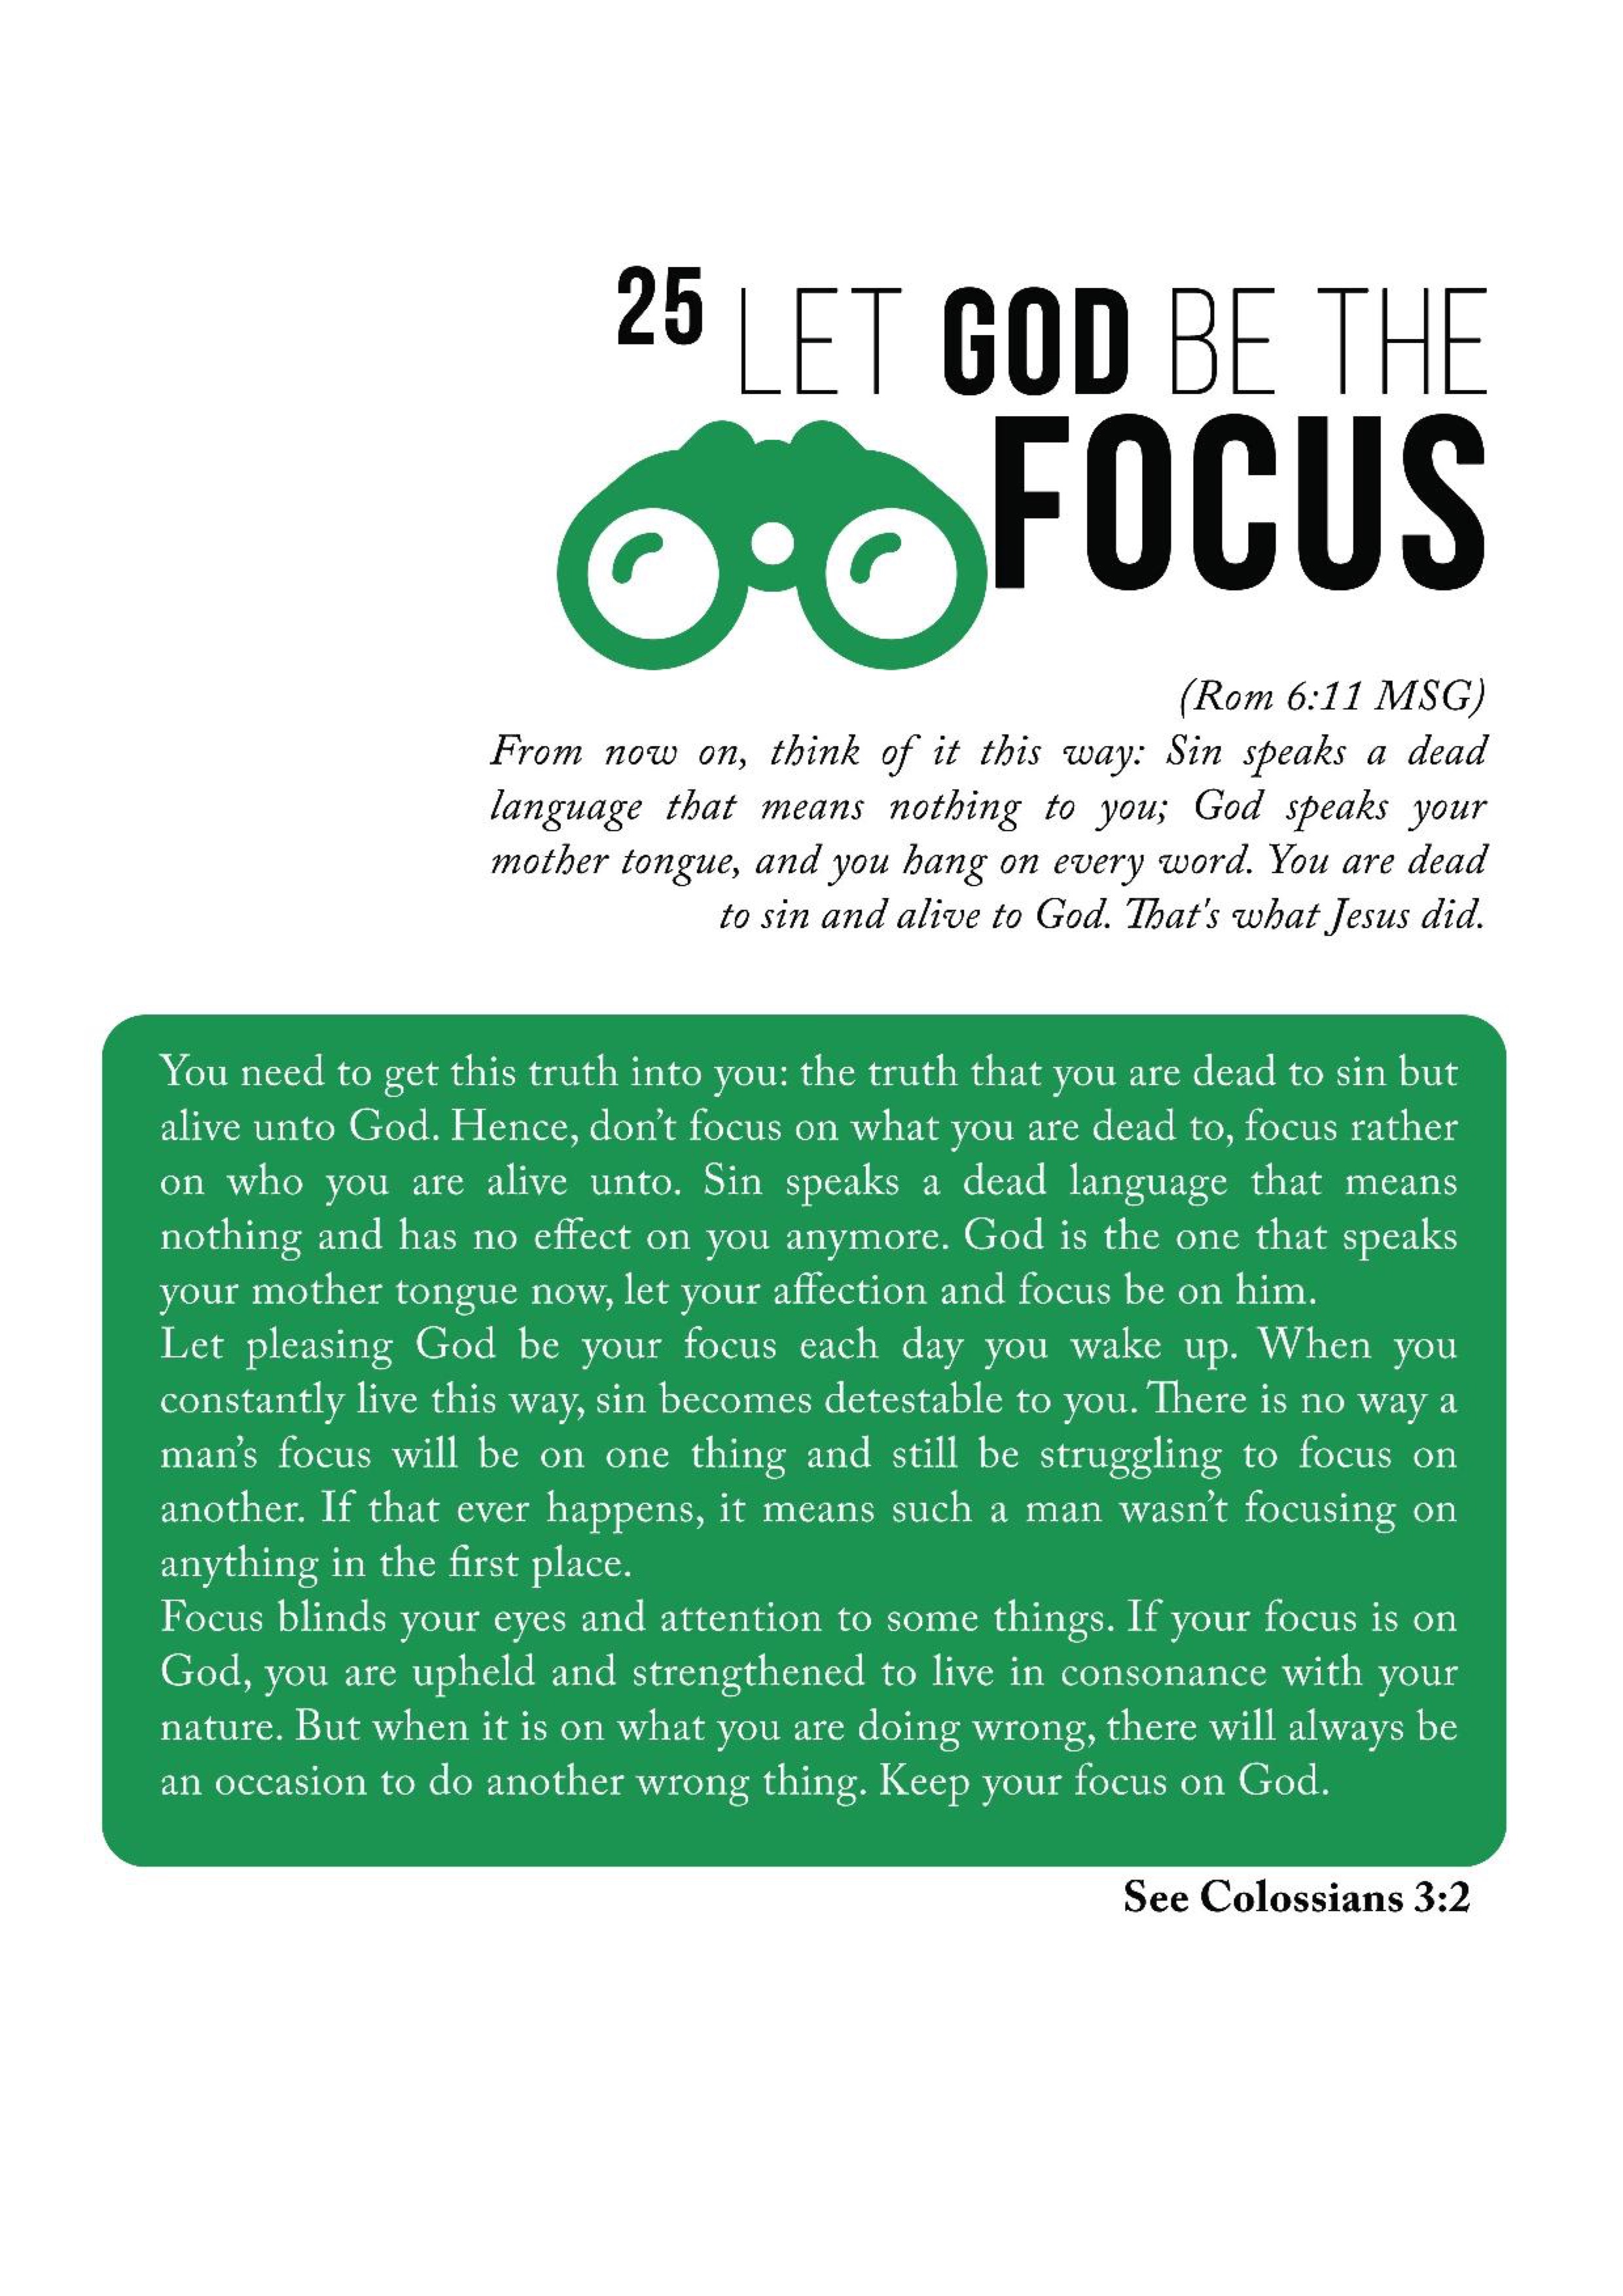 25 LET GOD BE THE
FOCUS
(Rom 6:11 MSG)
From now on, think of it this way: Sin speaks a dead
language that means nothing to you; God speaks your
mother tongue, and you hang on every word. You are dead
to sin and alive to God. That's what Jesus did.
You need to get this truth into you: the truth that you are dead to sin but
alive unto God. Hence, don’t focus on what you are dead to, focus rather
on who you are alive unto. Sin speaks a dead language that means
nothing and has no effect on you anymore. God is the one that speaks
your mother tongue now, let your affection and focus be on him.
Let pleasing God be your focus each day you wake up. When you
constantly live this way, sin becomes detestable to you. There is no way a
man’s focus will be on one thing and still be struggling to focus on
another. If that ever happens, it means such a man wasn’t focusing on
anything in the first place.
Focus blinds your eyes and attention to some things. If your focus is on
God, you are upheld and strengthened to live in consonance with your
nature. But when it is on what you are doing wrong, there will always be
an occasion to do another wrong thing. Keep your focus on God.
See Colossians 3:2